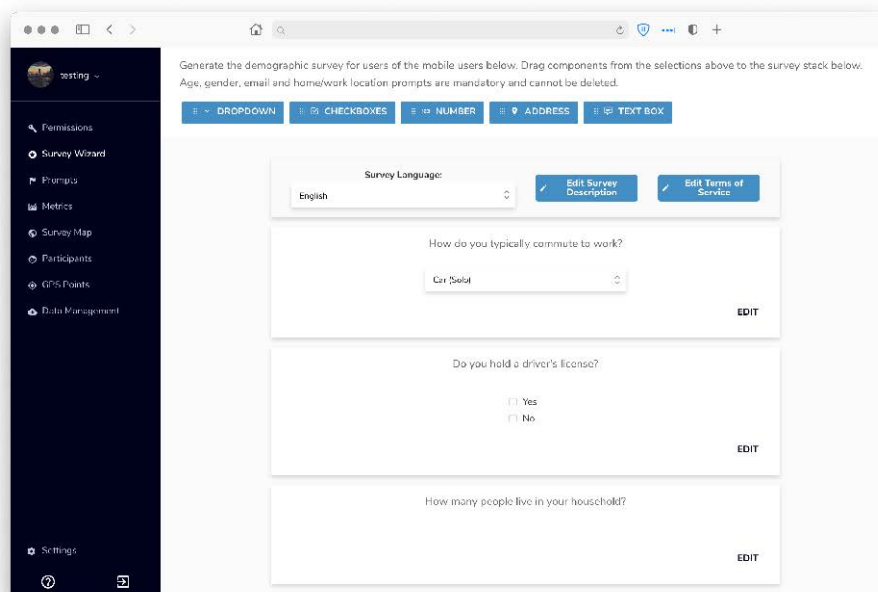 Generate the demographic survey for users of the mobile users below. Drag components from the selections above to the survey stack below.
Age, gender, email and home/work location prompts are mandatory and cannot be deleted.
DROPDOWN
CHECKBOXES
NUMBER
ADDRESS
TEXT BOX
testing
Permissions
Survey Wizard
Prompts
Metrics
Survey Map
Participants
GPS Points
Data Management
Settings
Survey Language:
English
Edit Survey
Description
Edit Terms of
Service
How do you typically commute to work?
Car (Solo)
EDIT
Do you hold a driver's license?
Yes
No
EDIT
How many people live in your household?
EDIT